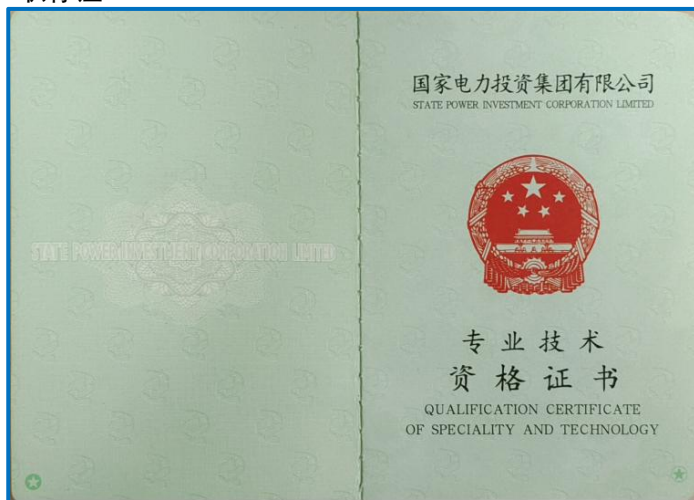 STATE POWER INVESTMENT CORPORATION LIMITED
国家电力投资集团有限公司
STATE POWER INVESTMENT CORPORATION LIMITED
专业技术
资格证书
QUALIFICATION CERTIFICATE
OF SPECIALITY AND TECHNOLOGY